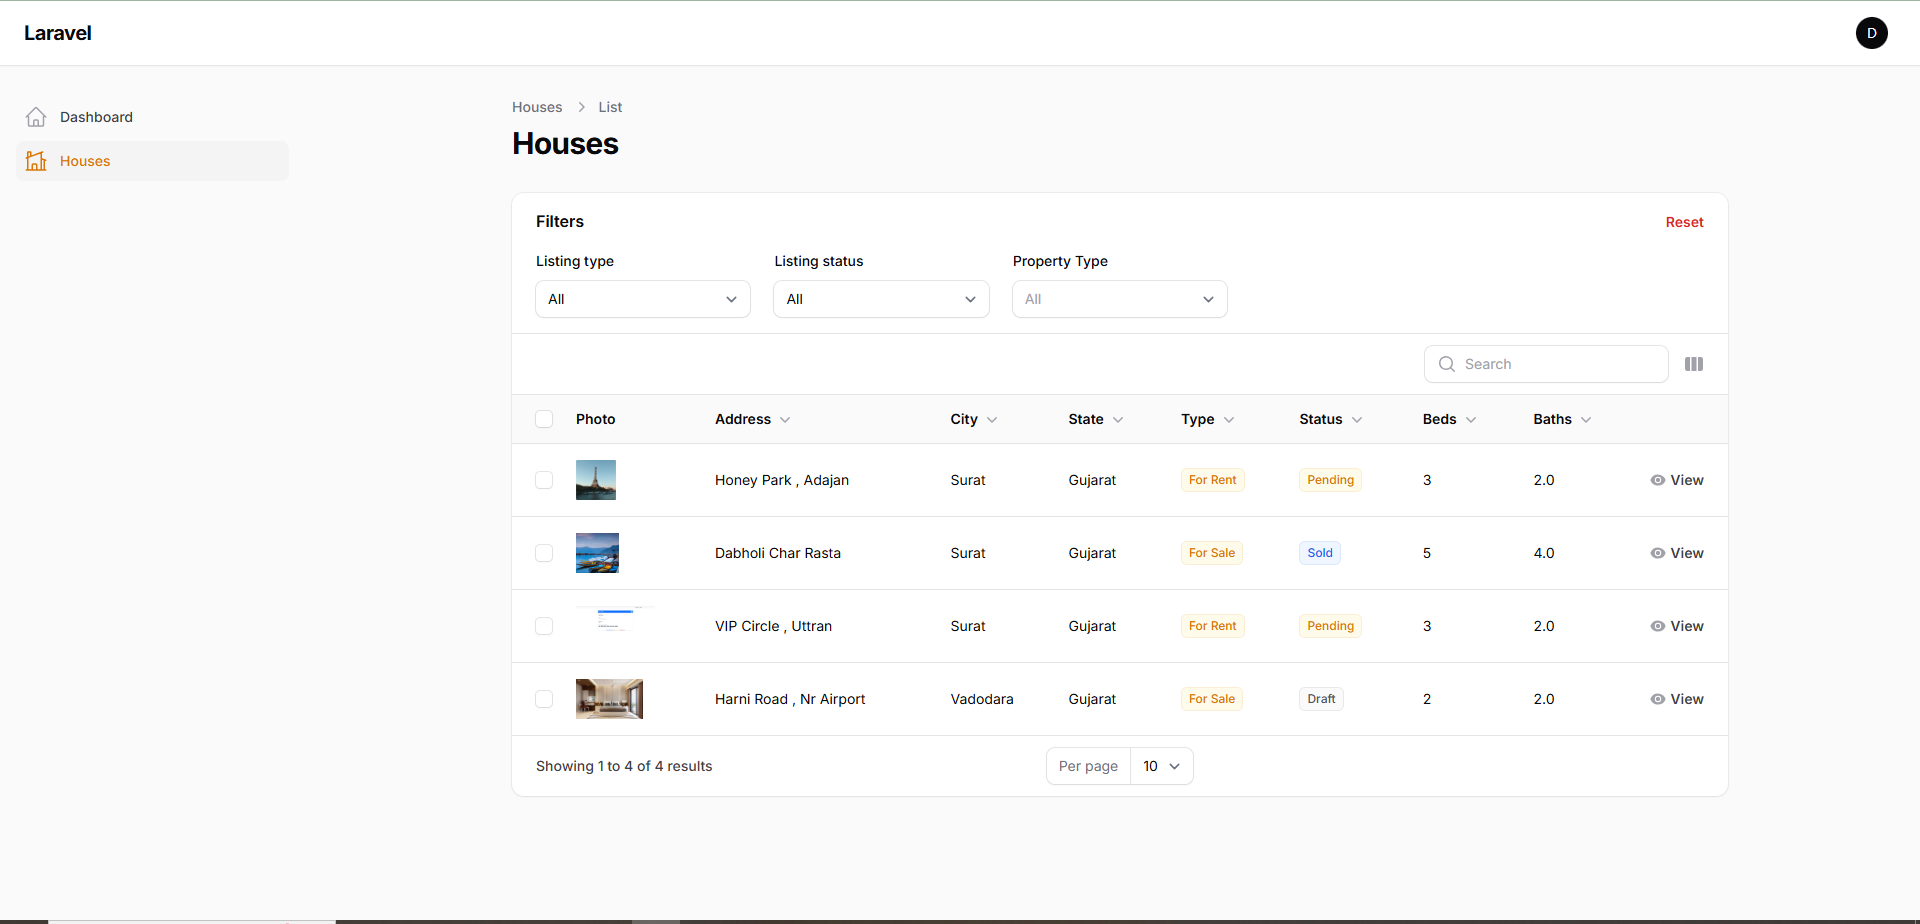 Laravel
D
Dashboard
Houses
Houses > List
Houses
Filters
Reset
Listing type
Listing status
Property Type
All
All
All
Search
Photo Address City State Type Status Beds Baths
Honey Park , Adajan Surat Gujarat For Rent Pending 3 2.0 View
Dabholi Char Rasta Surat Gujarat For Sale Sold 5 4.0 View
VIP Circle , Uttran Surat Gujarat For Rent Pending 3 2.0 View
Harni Road , Nr Airport Vadodara Gujarat For Sale Draft 2 2.0 View
Showing 1 to 4 of 4 results
Per page 10